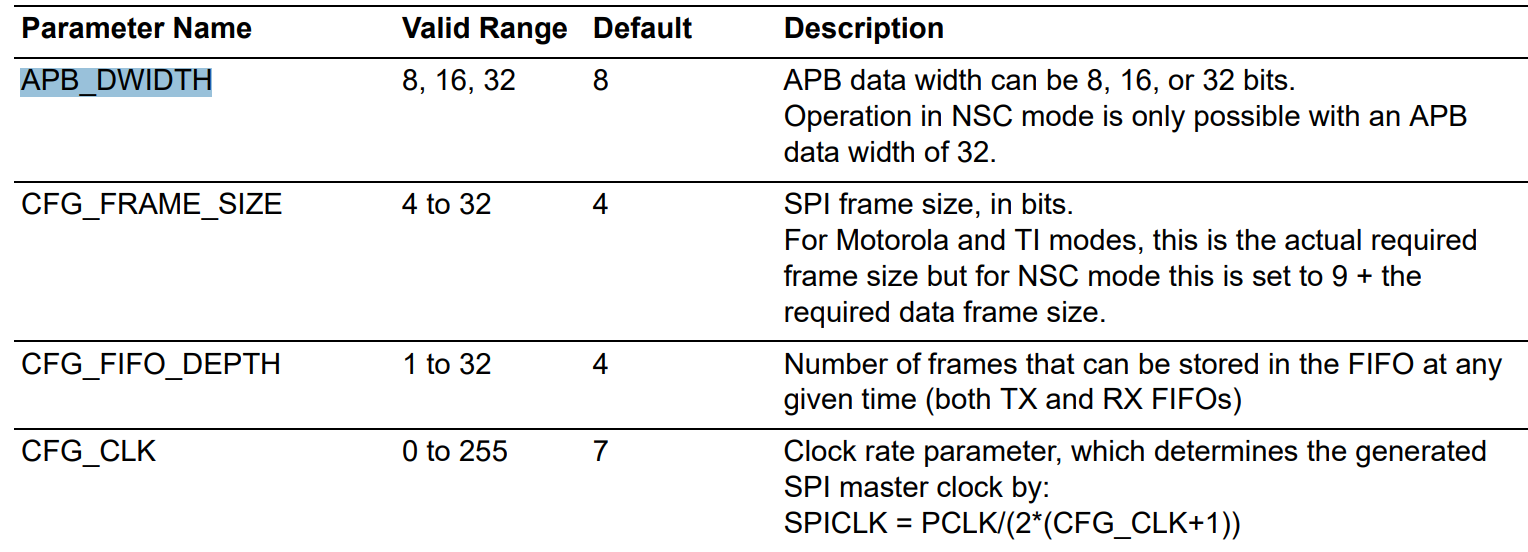 Parameter Name Valid Range Default Description
APB_DWIDTH 8, 16, 32 8 APB data width can be 8, 16, or 32 bits.
Operation in NSC mode is only possible with an APB
data width of 32.
CFG_FRAME_SIZE 4 to 32 4 SPI frame size, in bits.
For Motorola and TI modes, this is the actual required
frame size but for NSC mode this is set to 9 + the
required data frame size.
CFG_FIFO_DEPTH 1 to 32 4 Number of frames that can be stored in the FIFO at any
given time (both TX and RX FIFOs)
CFG_CLK 0 to 255 7 Clock rate parameter, which determines the generated
SPI master clock by:
SPICLK = PCLK/(2*(CFG_CLK+1))